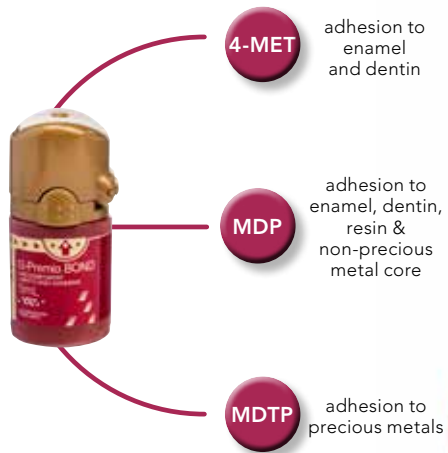 4-MET
adhesion to
enamel
and dentin
MDP
adhesion to
enamel, dentin,
resin &
non-precious
metal core
G-Premio BOND
MDTP
adhesion to
precious metals